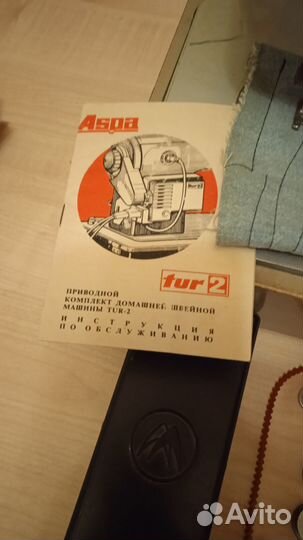 Aspa
tur 2
ПРИВОДНОЙ
КОМПЛЕКТ ДОМАШНЕЙ ШВЕЙНОЙ
МАШИНЫ TUR-2
ИНСТРУКЦИЯ
ПО ОБСЛУЖИВАНИЮ
Avito